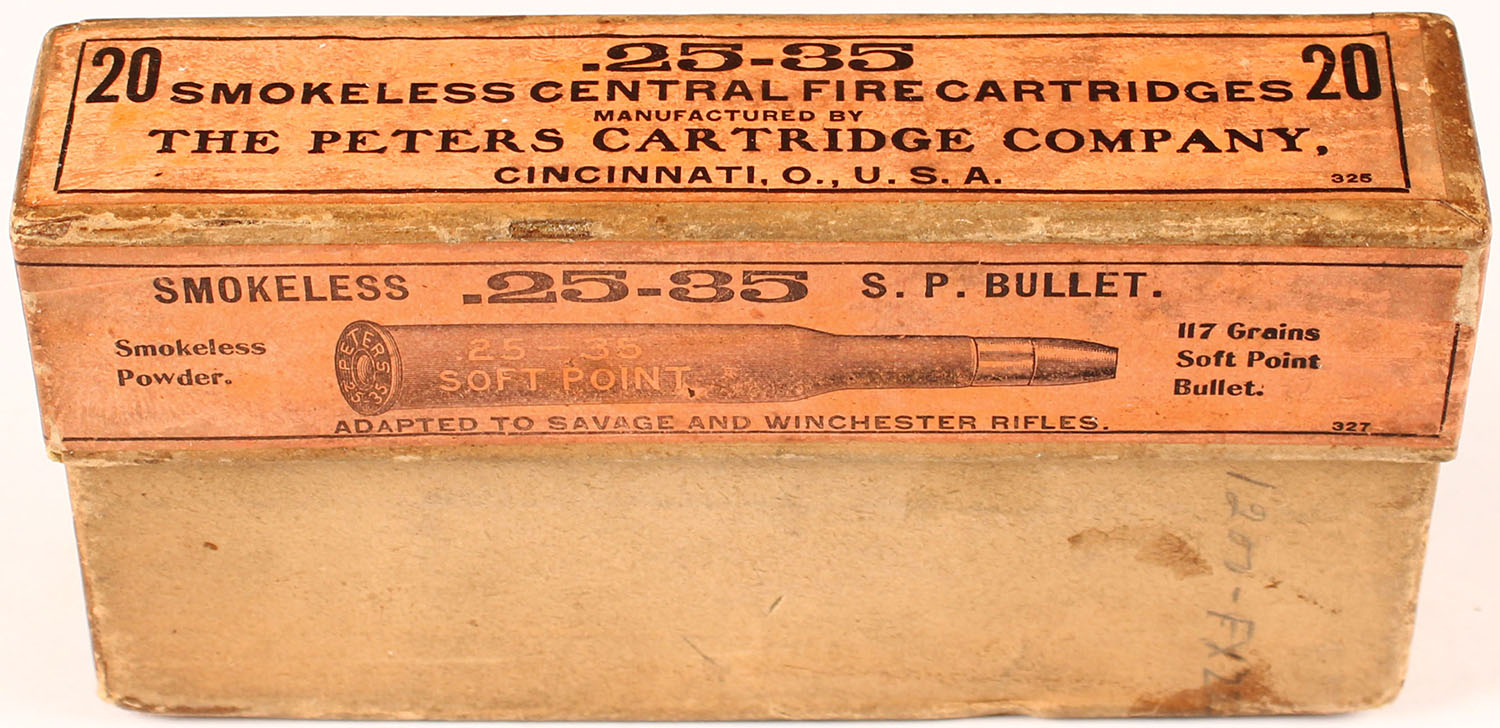 20 .25-35 20
SMOKELESS CENTRAL FIRE CARTRIDGES
MANUFACTURED BY
THE PETERS CARTRIDGE COMPANY,
CINCINNATI, O., U. S. A.
325
SMOKELESS .25-35 S. P. BULLET.
Smokeless
Powder.
PETERS
25-35
.25 .35
SOFT POINT.
117 Grains
Soft Point
Bullet.
ADAPTED TO SAVAGE AND WINCHESTER RIFLES.
327